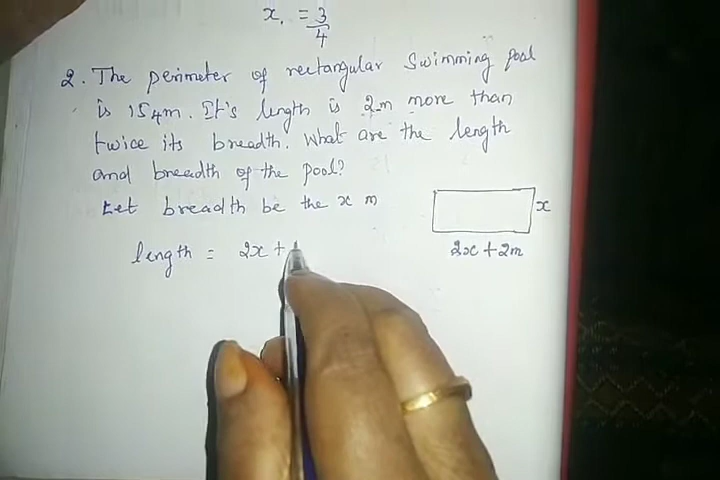 x, = 3/4
2. The perimeter of rectangular Swimming pool
is 154m. It's length is 2m more than
twice its breadth. What are the length
and breadth of the pool?
Let breadth be the x m
x
length = 2x +
2x + 2m